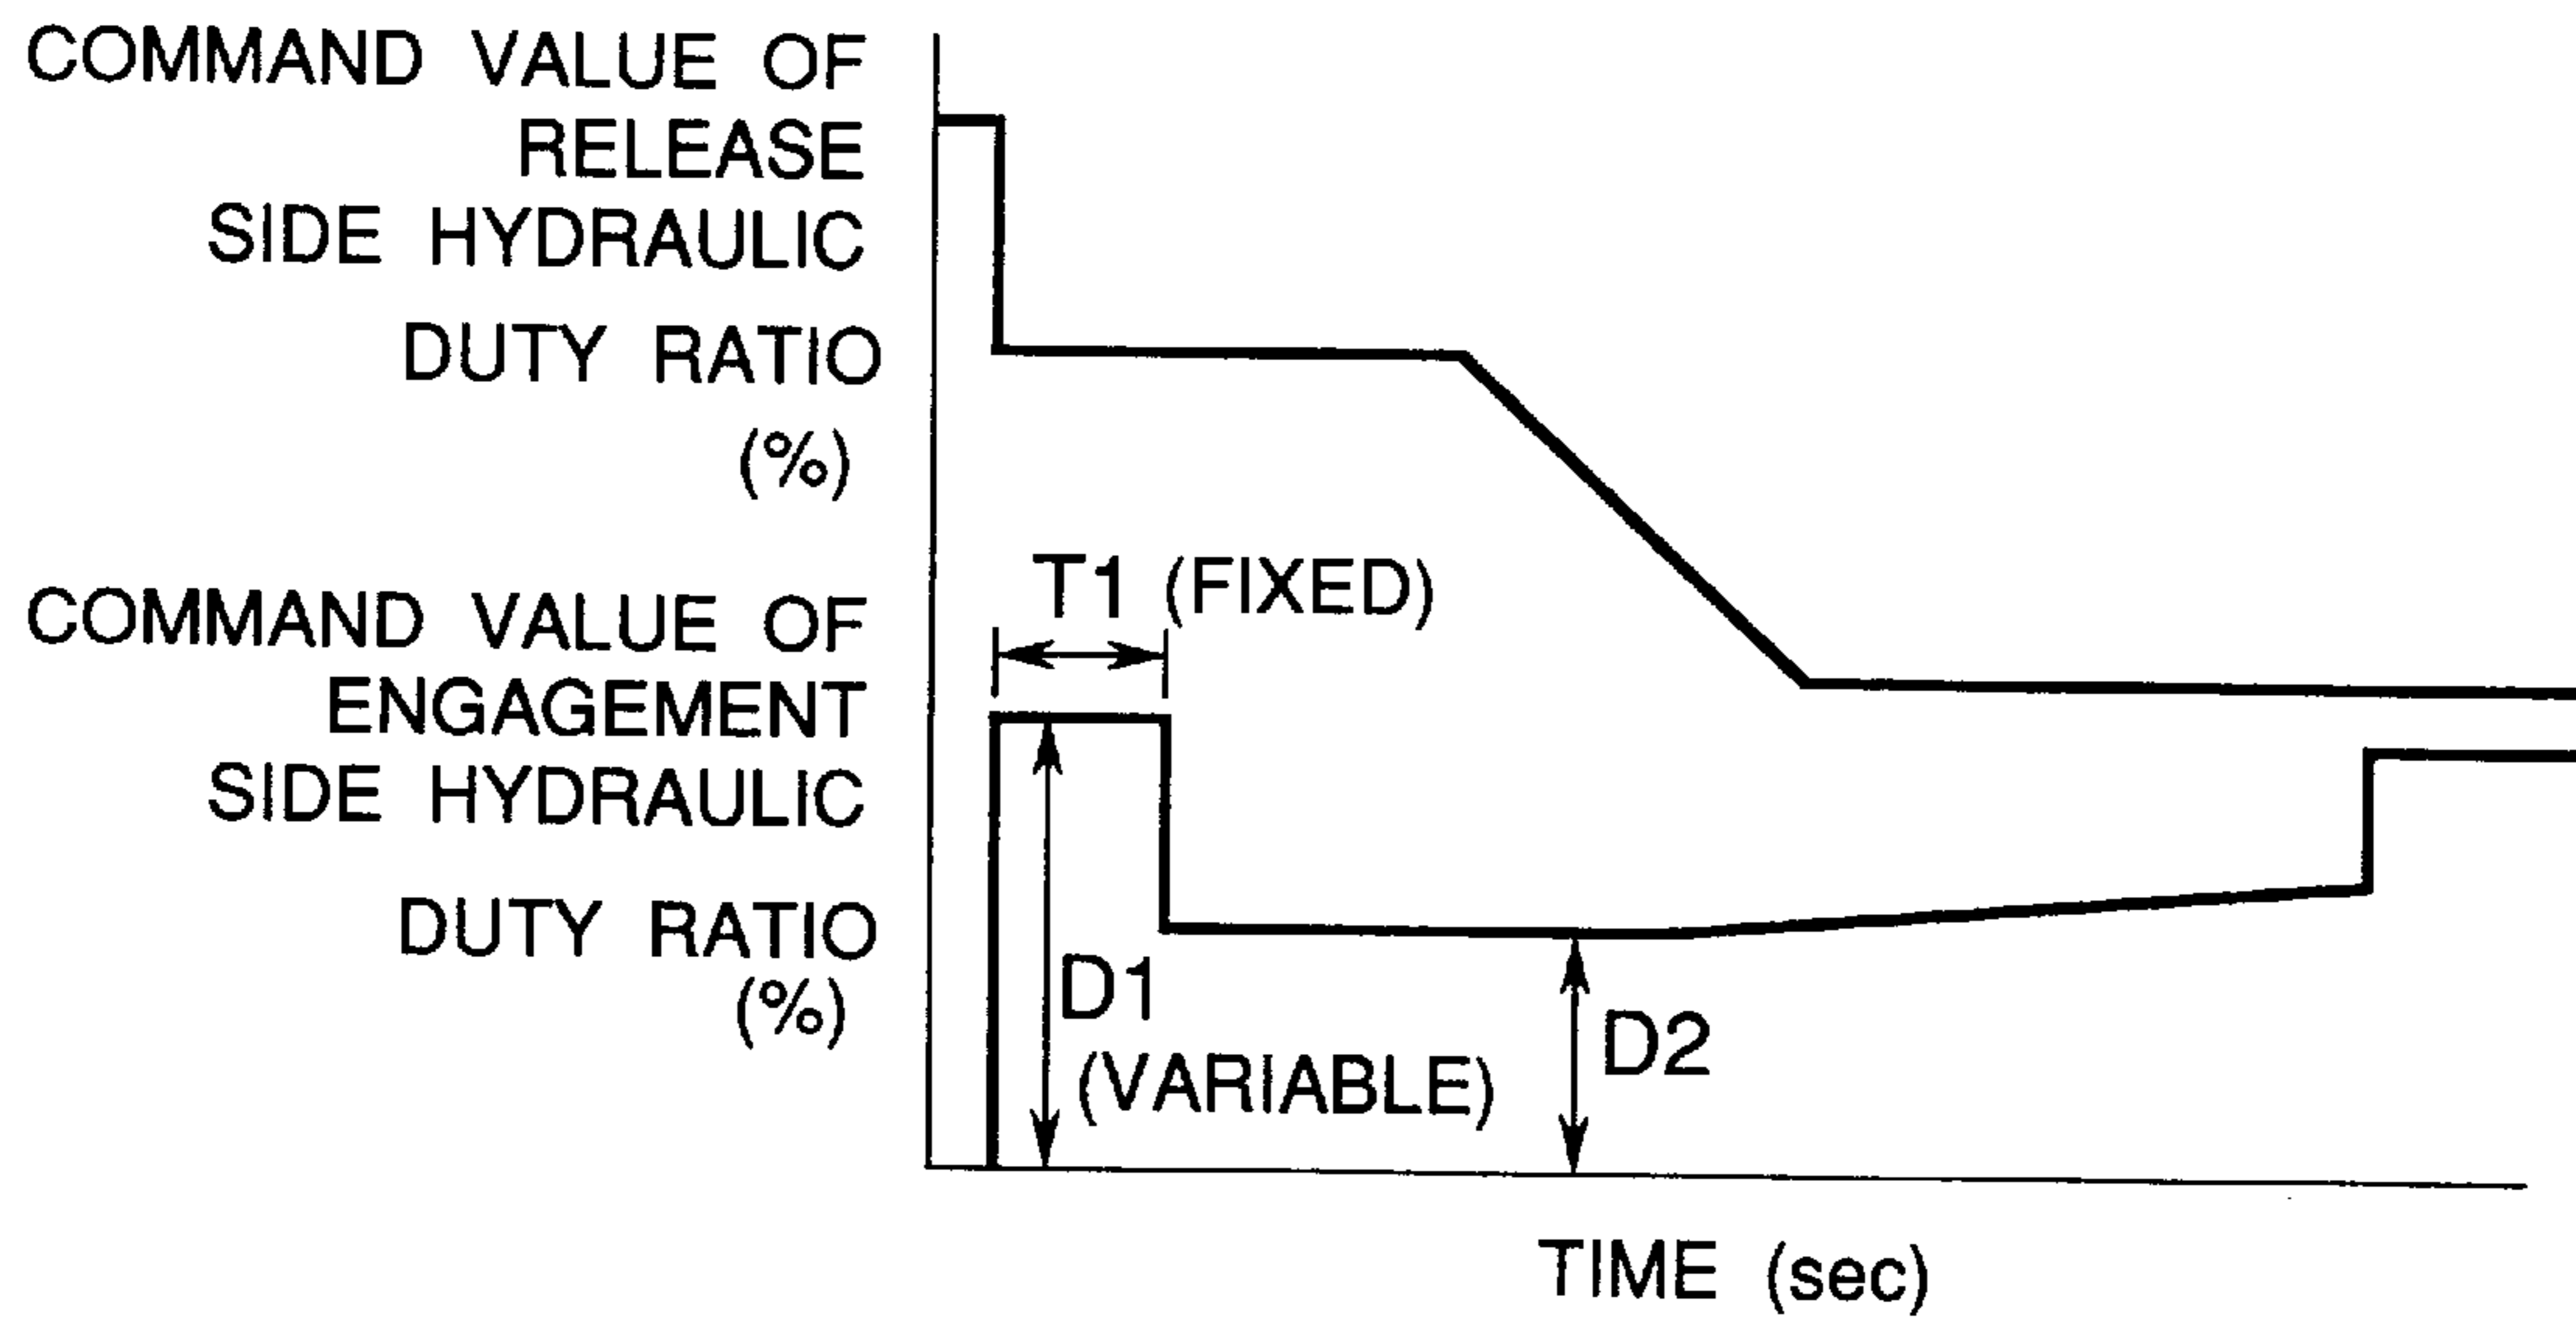 COMMAND VALUE OF
RELEASE
SIDE HYDRAULIC
DUTY RATIO
(%)
T1 (FIXED)
COMMAND VALUE OF
ENGAGEMENT
SIDE HYDRAULIC
DUTY RATIO
(%)
D1
(VARIABLE)
D2
TIME (sec)